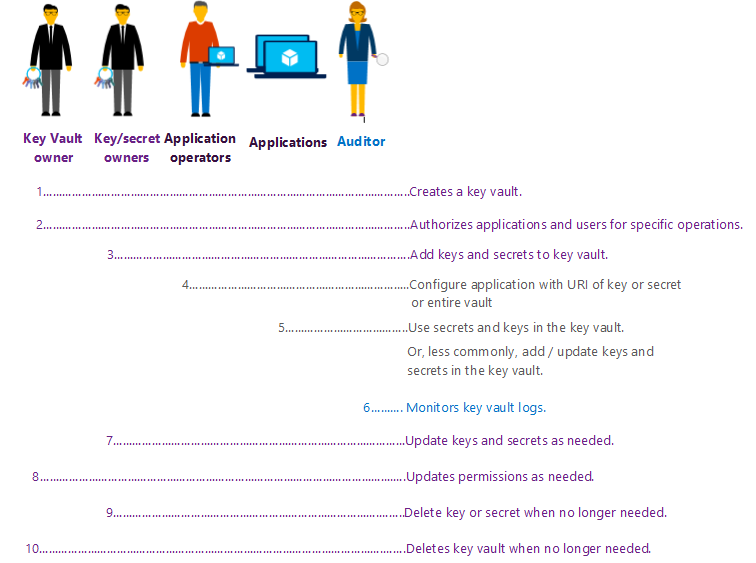 Key Vault owner
Key/secret owners
Application operators
Applications
Auditor
1....................................................................................................Creates a key vault.
2....................................................................................................Authorizes applications and users for specific operations.
3.................................................................................Add keys and secrets to key vault.
4.............................................................Configure application with URI of key or secret
or entire vault
5....................................Use secrets and keys in the key vault.
Or, less commonly, add / update keys and
secrets in the key vault.
6.......... Monitors key vault logs.
7.................................................................................Update keys and secrets as needed.
8....................................................................................................Updates permissions as needed.
9.................................................................................Delete key or secret when no longer needed.
10....................................................................................................Deletes key vault when no longer needed.